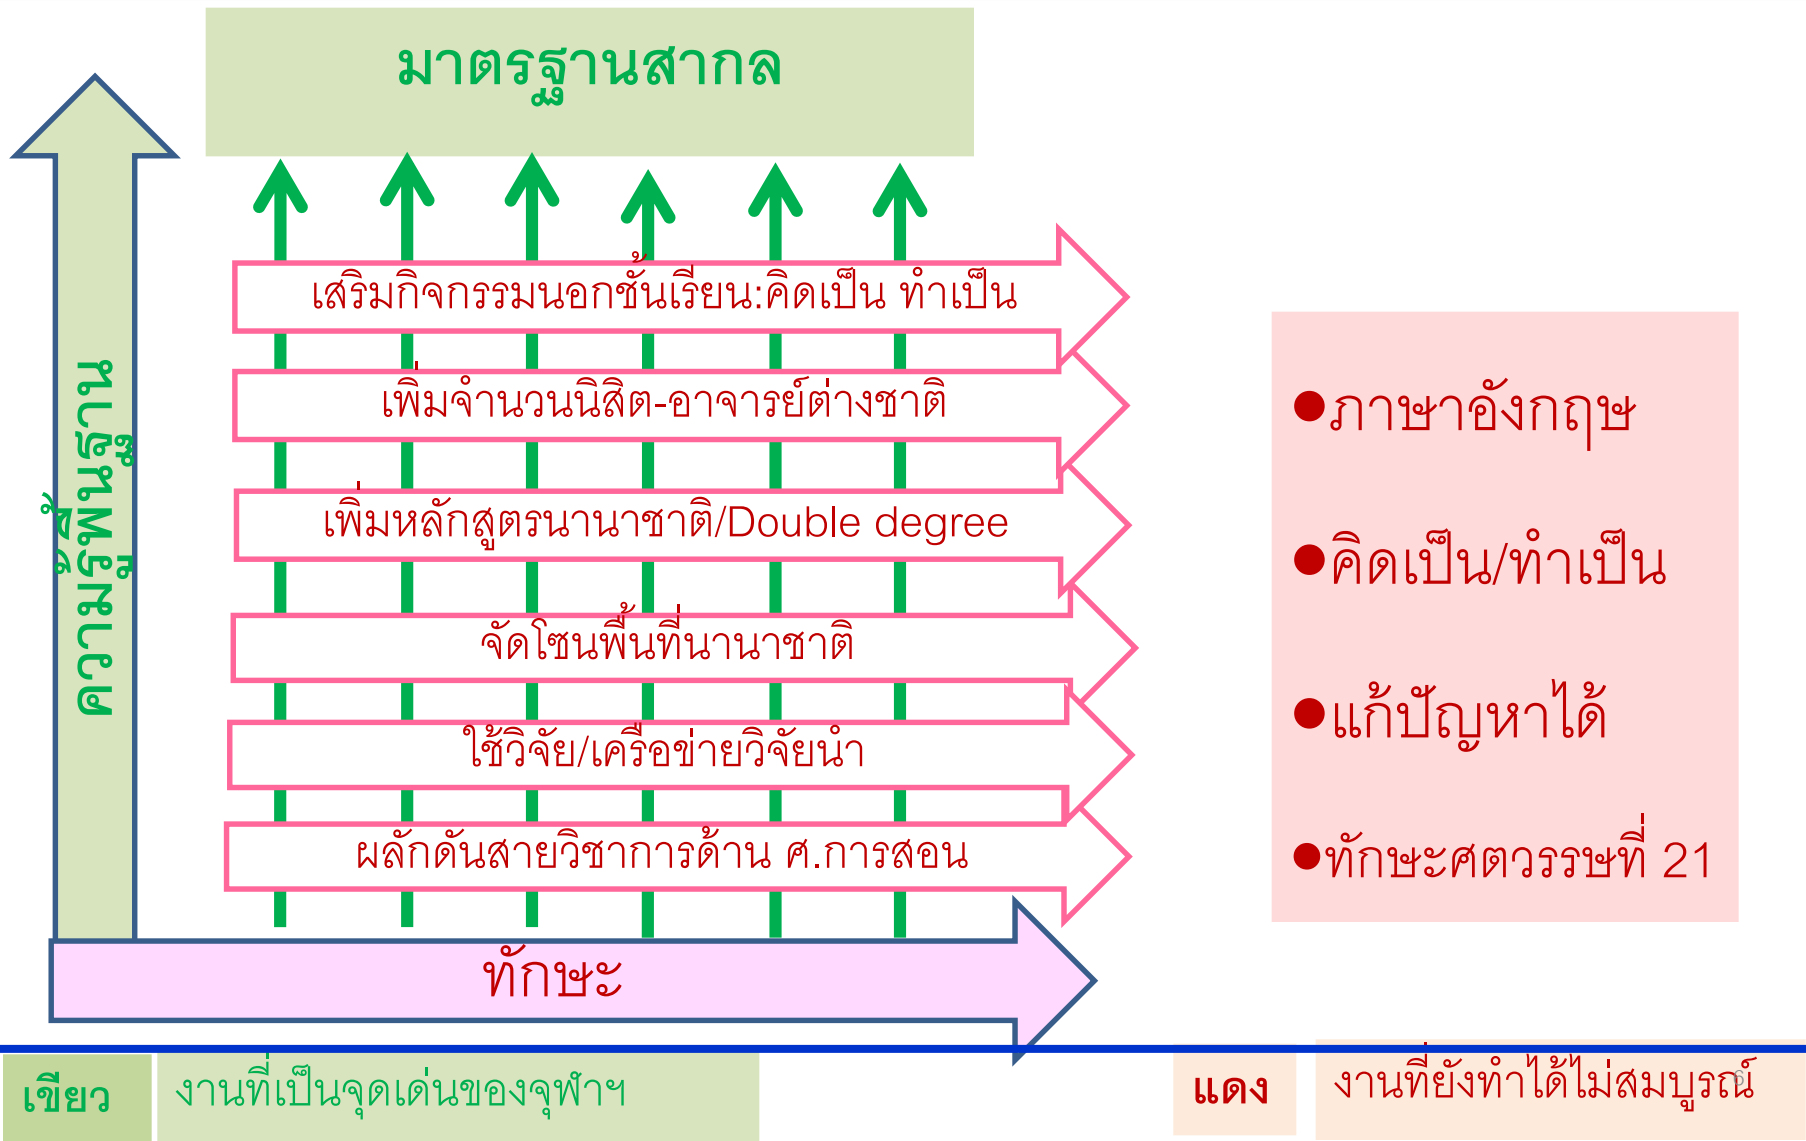 มาตรฐานสากล
ความรู้พื้นฐาน
เสริมกิจกรรมนอกชั้นเรียน:คิดเป็น ทำเป็น
เพิ่มจำนวนนิสิต-อาจารย์ต่างชาติ
เพิ่มหลักสูตรนานาชาติ/Double degree
จัดโซนพื้นที่นานาชาติ
ใช้วิจัย/เครือข่ายวิจัยนำ
ผลักดันสายวิชาการด้าน ศ.การสอน
ทักษะ
●ภาษาอังกฤษ
●คิดเป็น/ทำเป็น
●แก้ปัญหาได้
●ทักษะศตวรรษที่ 21
เขียว
งานที่เป็นจุดเด่นของจุฬาฯ
แดง
งานที่ยังทำได้ไม่สมบูรณ์
6